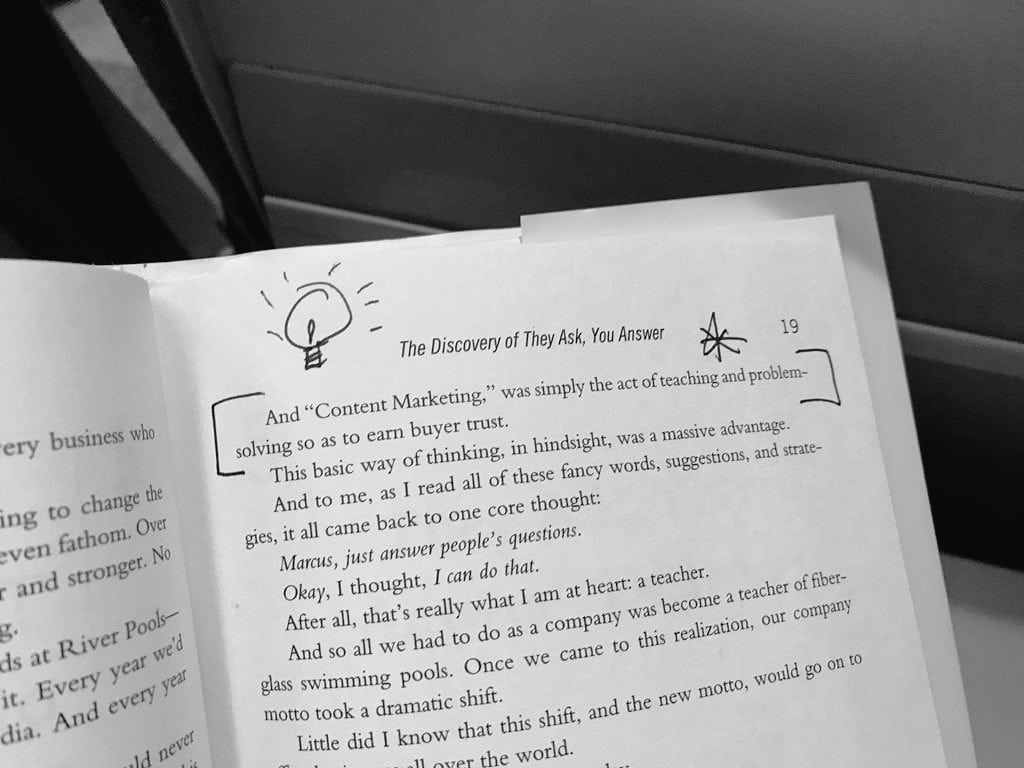 ery business who
ing to change the
even fathom. Over
r and stronger. No
g.
ds at River Pools—
it. Every year we'd
dia. And every year
uld never
The Discovery of They Ask, You Answer
19
And “Content Marketing,” was simply the act of teaching and problem-
solving so as to earn buyer trust.
This basic way of thinking, in hindsight, was a massive advantage.
And to me, as I read all of these fancy words, suggestions, and strate-
gies, it all came back to one core thought:
Marcus, just answer people's questions.
Okay, I thought, I can do that.
After all, that's really what I am at heart: a teacher.
And so all we had to do as a company was become a teacher of fiber-
glass swimming pools. Once we came to this realization, our company
motto took a dramatic shift.
Little did I know that this shift, and the new motto, would go on to
all over the world.